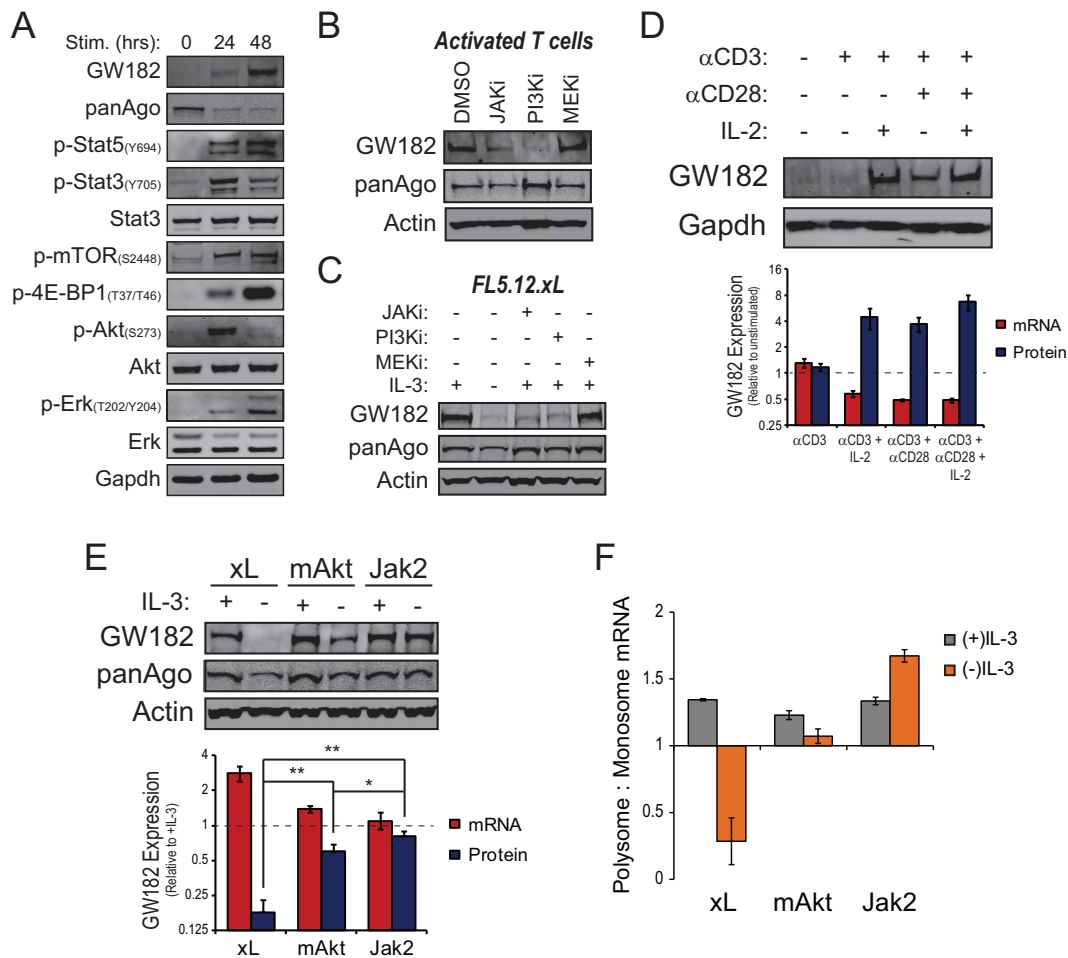 A
Stim. (hrs): 0 24 48
GW182
panAgo
p-Stat5(Y694)
p-Stat3(Y705)
Stat3
p-mTOR(S2448)
p-4E-BP1(T37/T46)
p-Akt(S273)
Akt
p-Erk(T202/Y204)
Erk
Gapdh
B
Activated T cells
DMSO JAKi PI3Ki MEKi
GW182
panAgo
Actin
C
FL5.12.xL
JAKi: - - + - -
PI3Ki: - - - + -
MEKi: - - - - +
IL-3: + - + + +
GW182
panAgo
Actin
D
αCD3: - + + + +
αCD28: - - - + +
IL-2: - - + - +
GW182
Gapdh
GW182 Expression
(Relative to unstimulated)
16
4
2
1
0.5
0.25
αCD3
αCD3 + IL-2
αCD3 + αCD28
αCD3 + αCD28 + IL-2
mRNA
Protein
E
xL mAkt Jak2
IL-3: + - + - + -
GW182
panAgo
Actin
GW182 Expression
(Relative to +IL-3)
4
2
1
0.5
0.25
0.125
**
**
*
xL mAkt Jak2
mRNA
Protein
F
Polysome : Monosome mRNA
2
1.5
1
0.5
0
xL mAkt Jak2
(+)IL-3
(-)IL-3